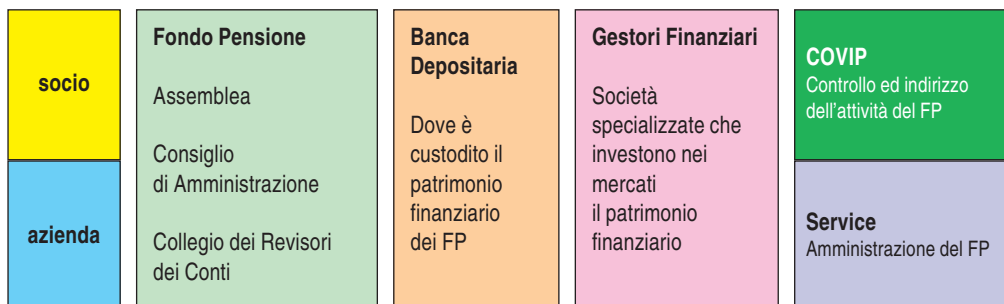 socio
azienda
Fondo Pensione
Assemblea
Consiglio
di Amministrazione
Collegio dei Revisori
dei Conti
Banca
Depositaria
Dove è
custodito il
patrimonio
finanziario
dei FP
Gestori Finanziari
Società
specializzate che
investono nei
mercati
il patrimonio
finanziario
COVIP
Controllo ed indirizzo
dell'attività del FP
Service
Amministrazione del FP